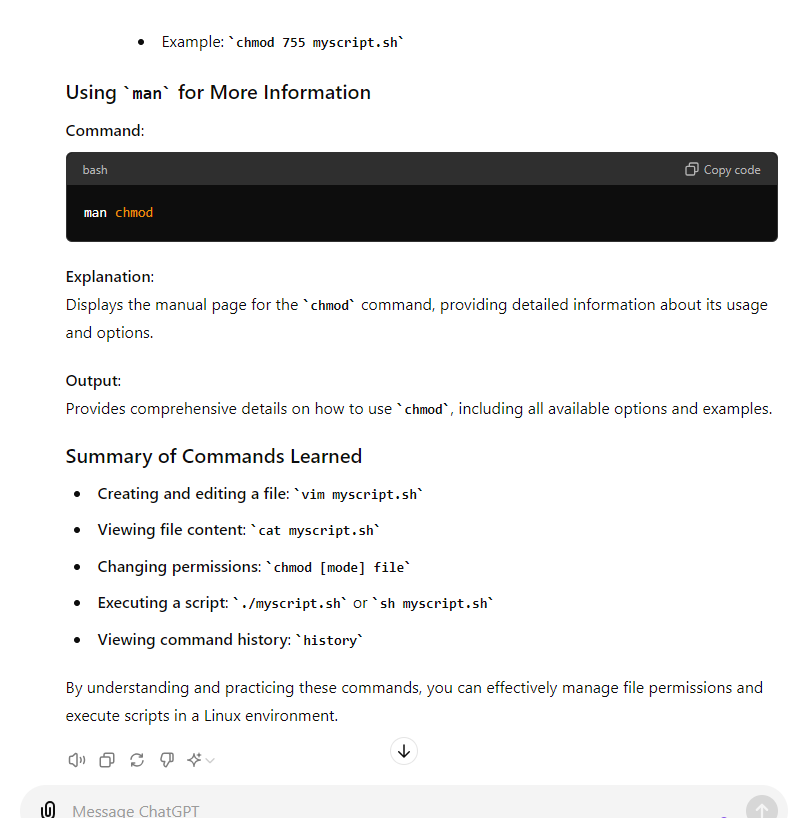 • Example: `chmod 755 myscript.sh`
Using `man` for More Information
Command:
bash
Copy code
man chmod
Explanation:
Displays the manual page for the `chmod` command, providing detailed information about its usage
and options.
Output:
Provides comprehensive details on how to use `chmod`, including all available options and examples.
Summary of Commands Learned
• Creating and editing a file: `vim myscript.sh`
• Viewing file content: `cat myscript.sh`
• Changing permissions: `chmod [mode] file`
• Executing a script: `./myscript.sh` or `sh myscript.sh`
• Viewing command history: `history`
By understanding and practicing these commands, you can effectively manage file permissions and
execute scripts in a Linux environment.
Message ChatGPT